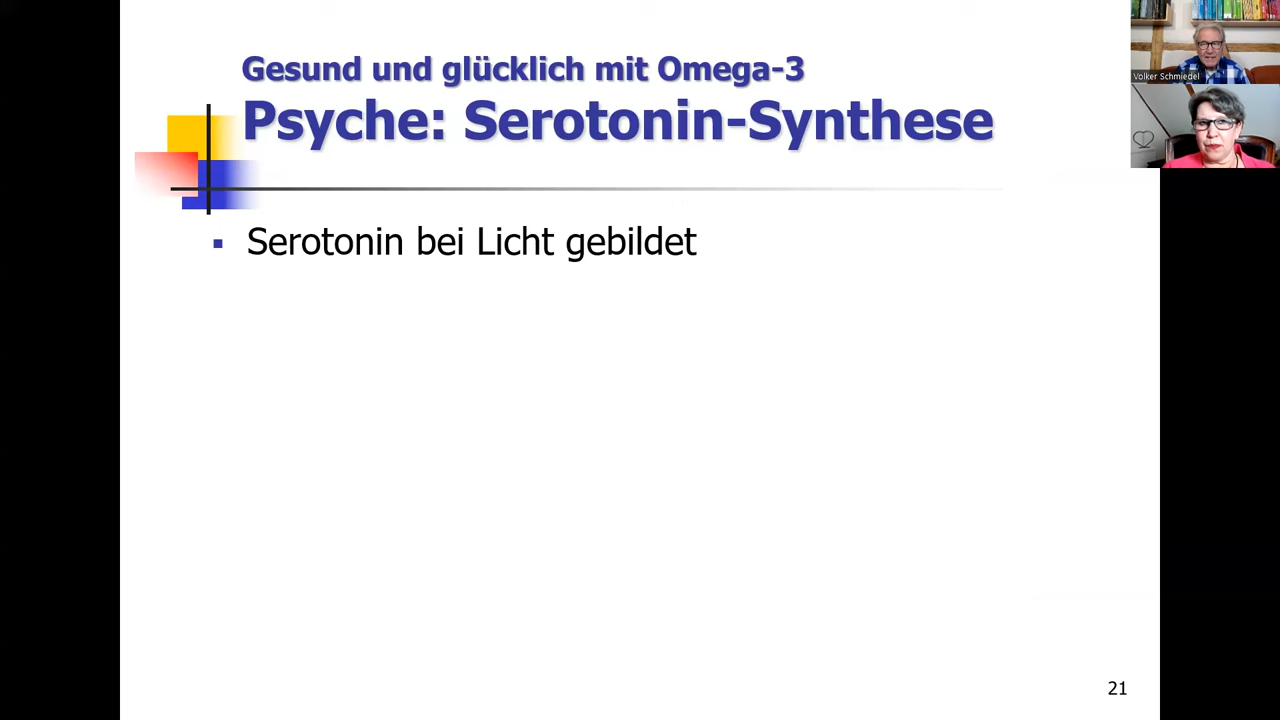 Gesund und glücklich mit Omega-3
Psyche: Serotonin-Synthese
Volker Schmiedel
▪ Serotonin bei Licht gebildet
21